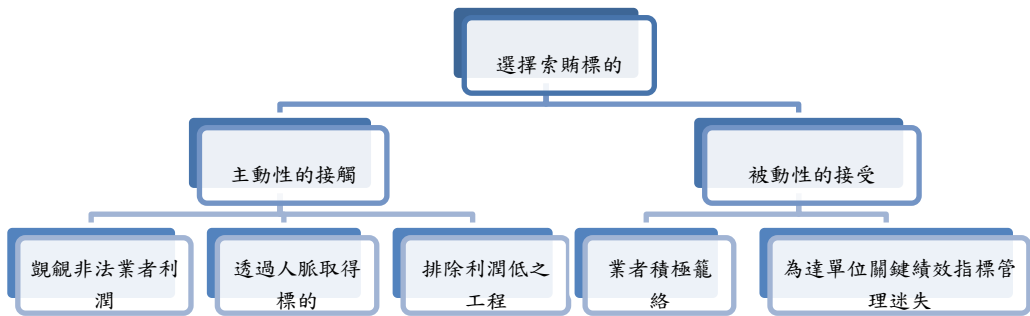 選擇索賄標的
主動性的接觸
被動性的接受
覬覦非法業者利
潤
透過人脈取得
標的
排除利潤低之
工程
業者積極籠
絡
為達單位關鍵績效指標管
理迷失